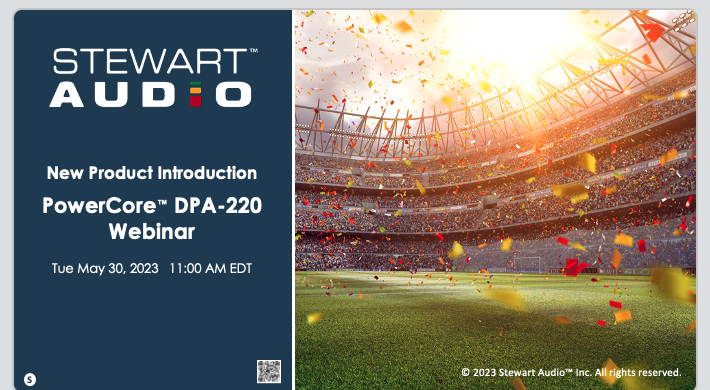 STEWART™
AUDIO
New Product Introduction
PowerCore™ DPA-220
Webinar
Tue May 30, 2023 11:00 AM EDT
S
© 2023 Stewart Audio™ Inc. All rights reserved.